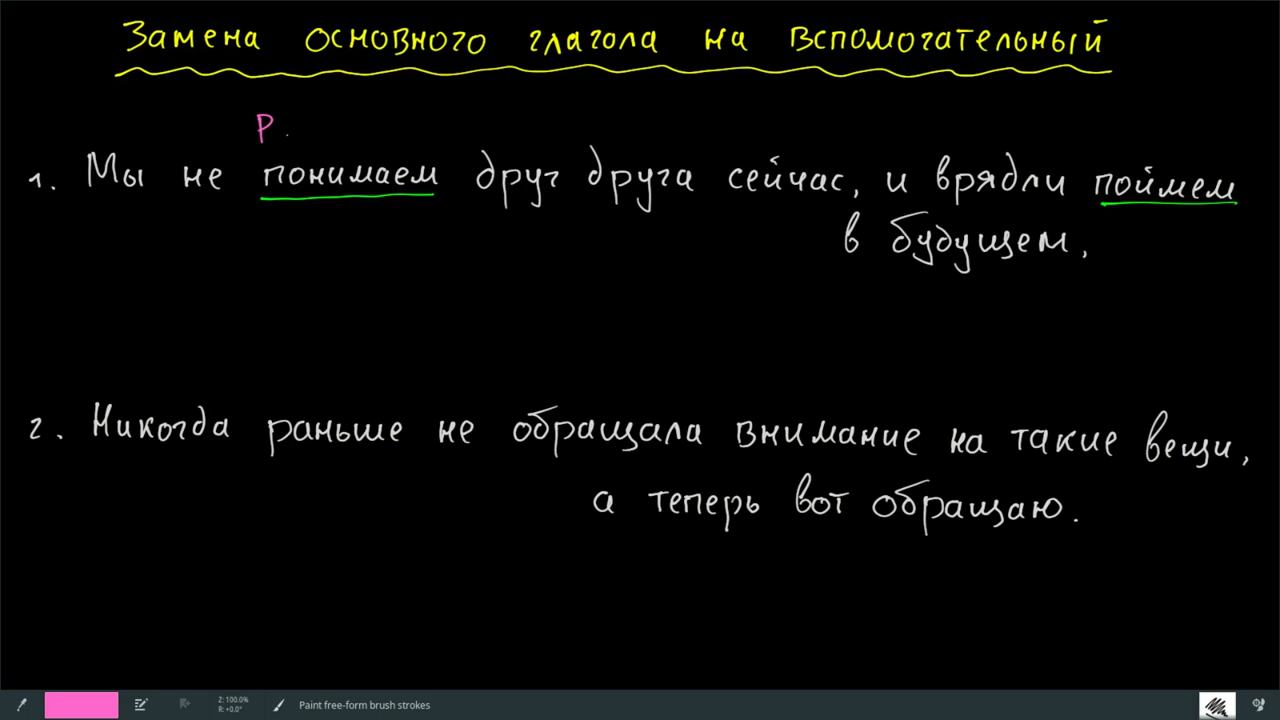 Замена основного глагола на вспомогательный
P.
1. Мы не понимаем друг друга сейчас, и врядли поймем
в будущем.
2. Никогда раньше не обращала внимание на такие вещи,
а теперь вот обращаю.
Z: 100.0%
R: +0.0°
Paint free-form brush strokes